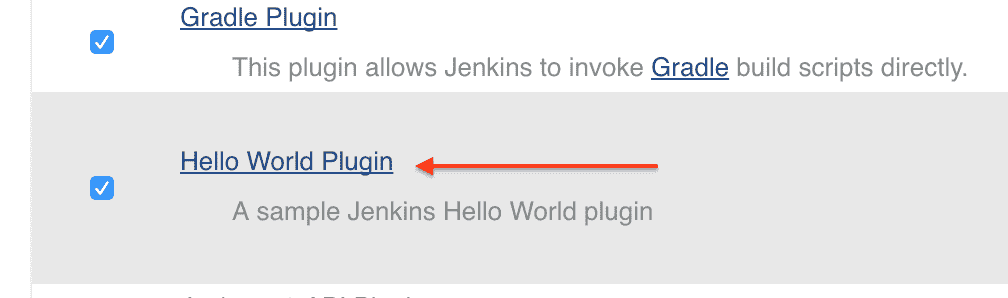 Gradle Plugin
This plugin allows Jenkins to invoke Gradle build scripts directly.
Hello World Plugin
A sample Jenkins Hello World plugin